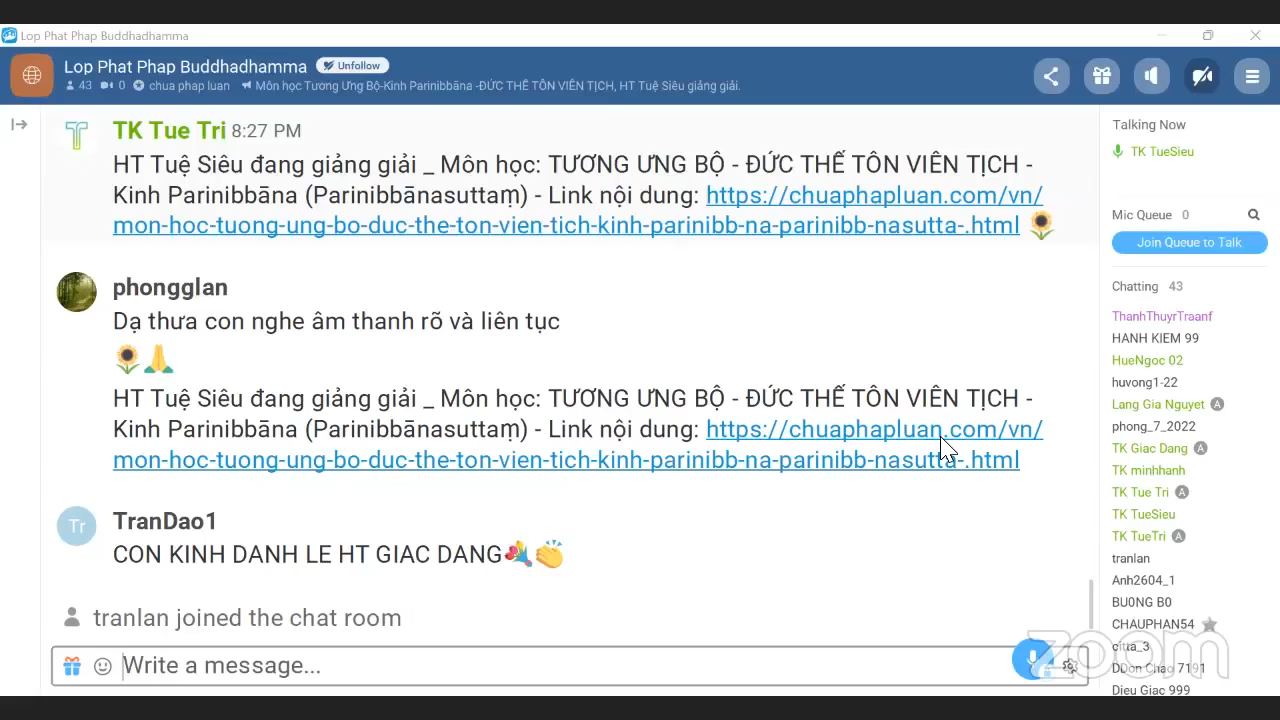 Lop Phat Phap Buddhadhamma
Lop Phat Phap Buddhadhamma Unfollow
43 0 chua phap luan Môn học Tương Ưng Bộ-Kinh Parinibbāna -ĐỨC THẾ TÔN VIÊN TỊCH, HT Tuệ Siêu giảng giải.
TK Tue Tri 8:27 PM
HT Tuệ Siêu đang giảng giải _ Môn học: TƯƠNG ƯNG BỘ - ĐỨC THẾ TÔN VIÊN TỊCH -
Kinh Parinibbāna (Parinibbānasuttaṃ) - Link nội dung: https://chuaphapluan.com/vn/
mon-hoc-tuong-ung-bo-duc-the-ton-vien-tich-kinh-parinibb-na-parinibb-nasutta-.html 🌻
phongglan
Dạ thưa con nghe âm thanh rõ và liên tục
🌻🙏
HT Tuệ Siêu đang giảng giải _ Môn học: TƯƠNG ƯNG BỘ - ĐỨC THẾ TÔN VIÊN TỊCH -
Kinh Parinibbāna (Parinibbānasuttaṃ) - Link nội dung: https://chuaphapluan.com/vn/
mon-hoc-tuong-ung-bo-duc-the-ton-vien-tich-kinh-parinibb-na-parinibb-nasutta-.html
Tr
TranDao1
CON KINH DANH LE HT GIAC DANG💐👏
tranlan joined the chat room
Write a message...
Talking Now
TK TueSieu
Mic Queue 0
Join Queue to Talk
Chatting 43
ThanhThuyrTraanf
HANH KIEM 99
HueNgoc 02
huvong1-22
Lang Gia Nguyet A
phong_7_2022
TK Giac Dang A
TK minhhanh
TK Tue Tri A
TK TueSieu
TK TueTri A
tranlan
Anh2604_1
BU0NG B0
CHAUPHAN54
citta_3
DDon Chao 7191
Dieu Giac 999
zoom